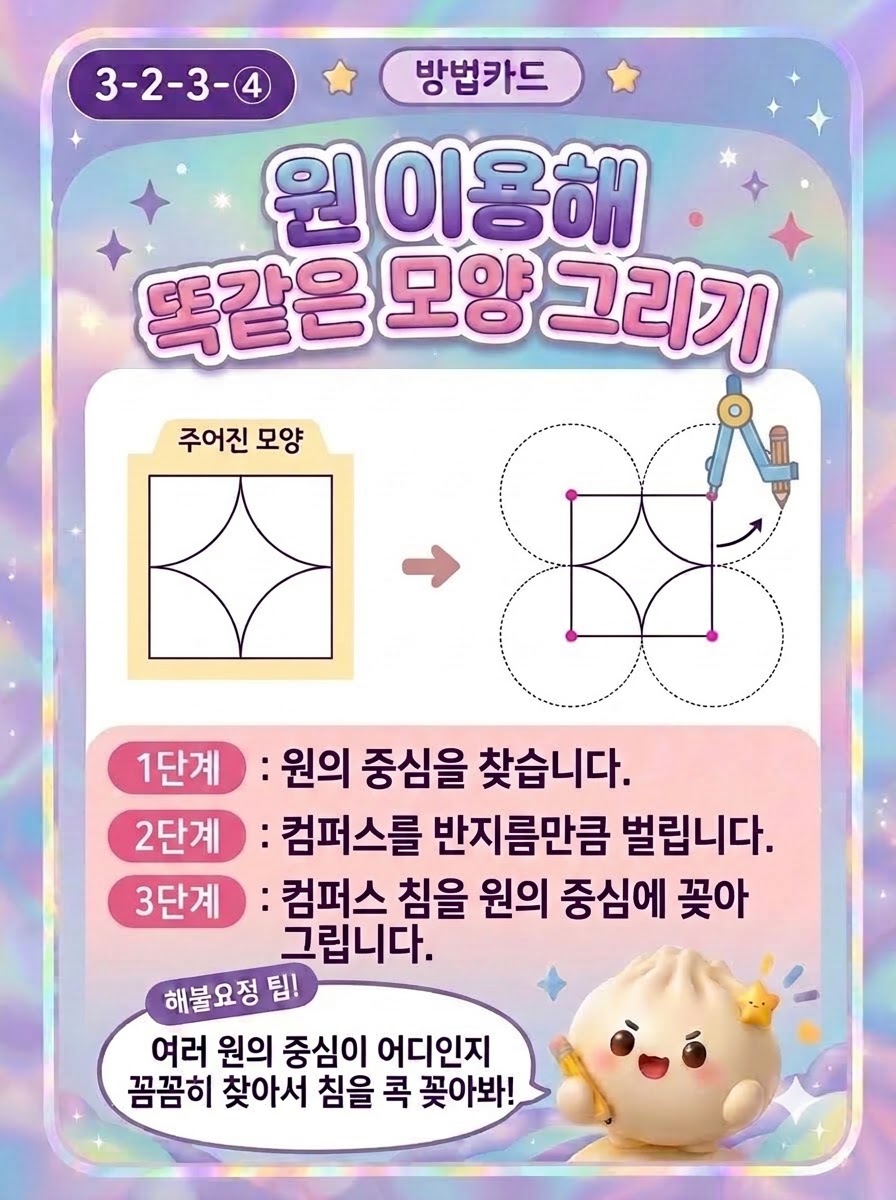 3-2-3-④
방법카드
원 이용해
똑같은 모양 그리기
주어진 모양
1단계 : 원의 중심을 찾습니다.
2단계 : 컴퍼스를 반지름만큼 벌립니다.
3단계 : 컴퍼스 침을 원의 중심에 꽂아
그립니다.
해불요정 팁!
여러 원의 중심이 어디인지
꼼꼼히 찾아서 침을 콕 꽂아봐!